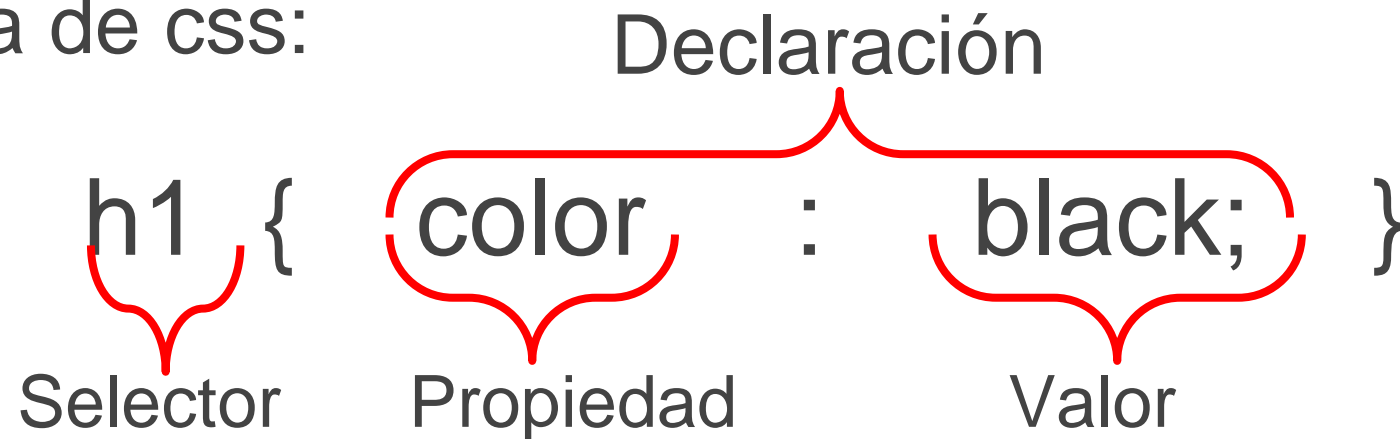 a de css:
Declaración
h1 { color : black; }
Selector Propiedad Valor